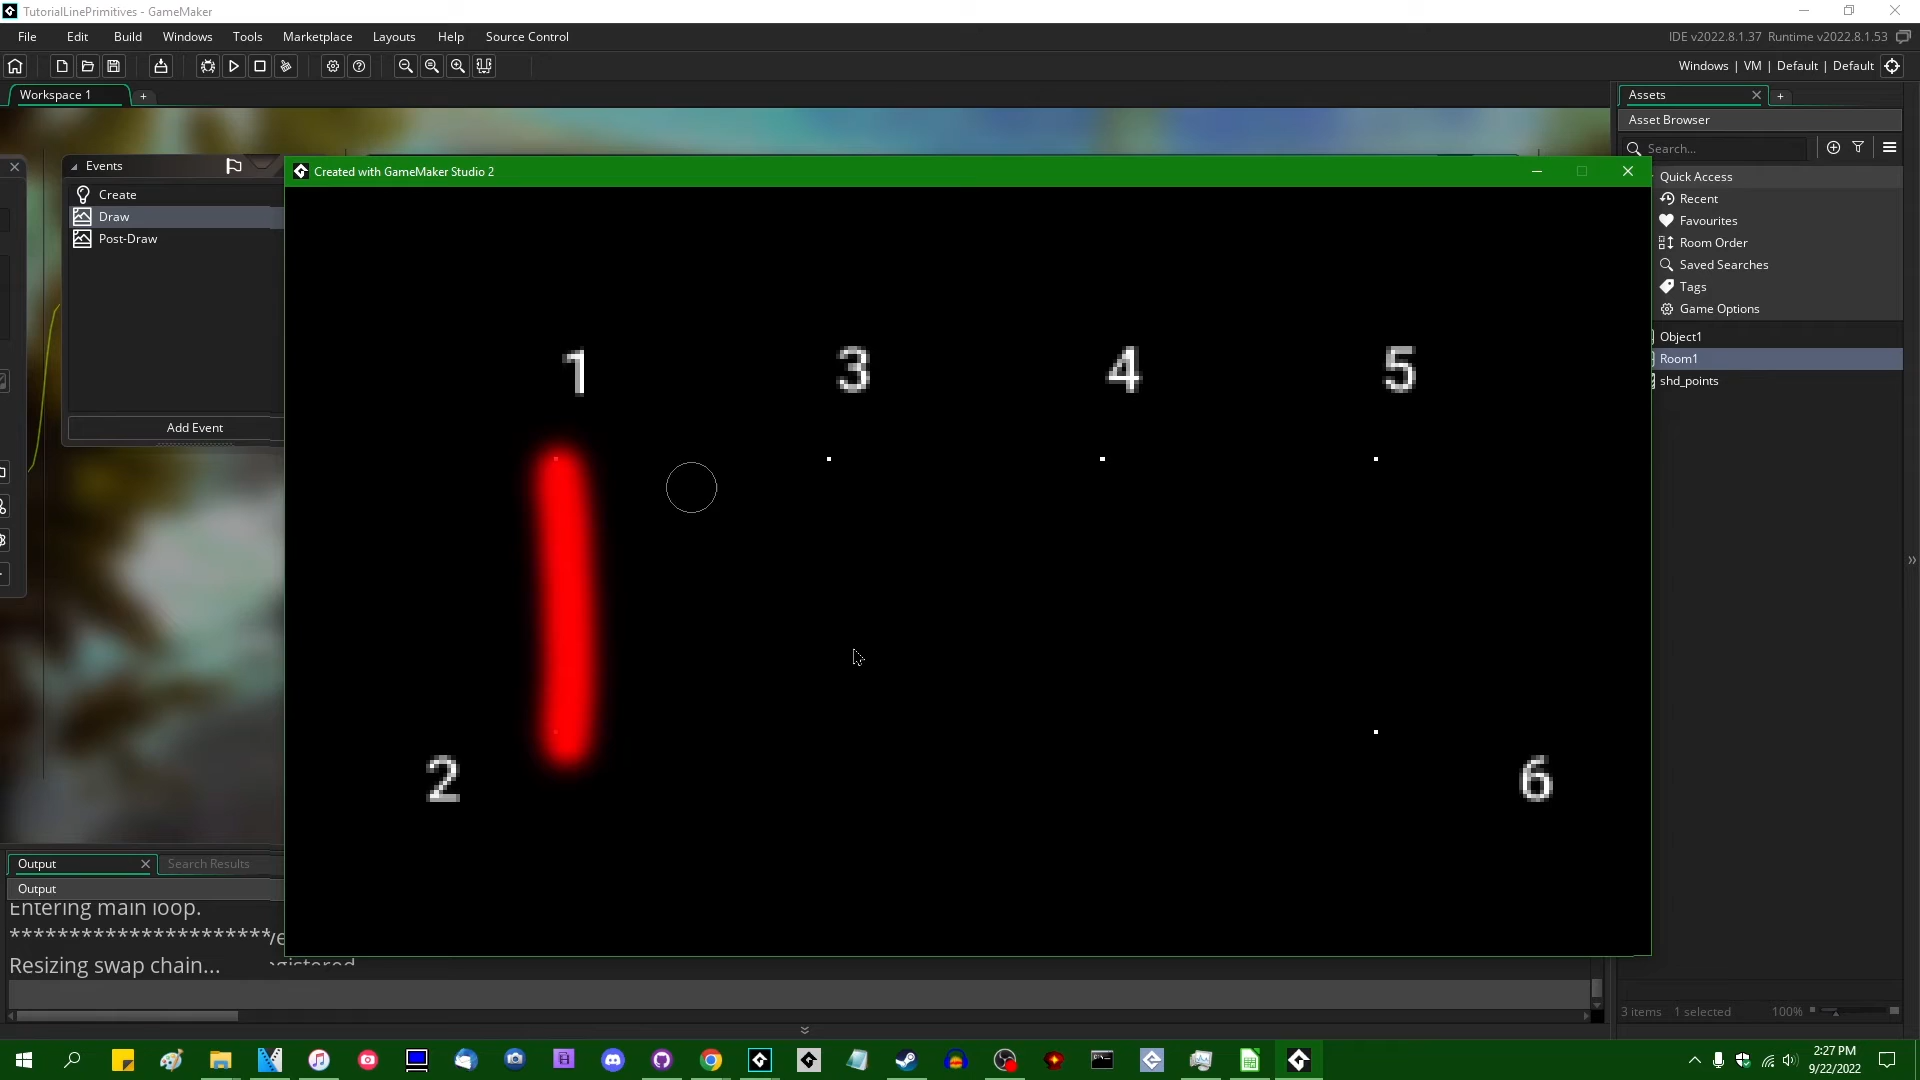 TutorialLinePrimitives - GameMaker
File Edit Build Windows Tools Marketplace Layouts Help Source Control
IDE v2022.8.1.37 Runtime v2022.8.1.53
Windows | VM | Default | Default
Workspace 1
Assets
Asset Browser
Search...
Events
Create
Draw
Post-Draw
Add Event
Created with GameMaker Studio 2
1 3 4 5
2 6
Quick Access
Recent
Favourites
Room Order
Saved Searches
Tags
Game Options
Object1
Room1
shd_points
Output Search Results
Output
Entering main loop.
**********************
Resizing swap chain...
3 items 1 selected 100%
2:27 PM
9/22/2022